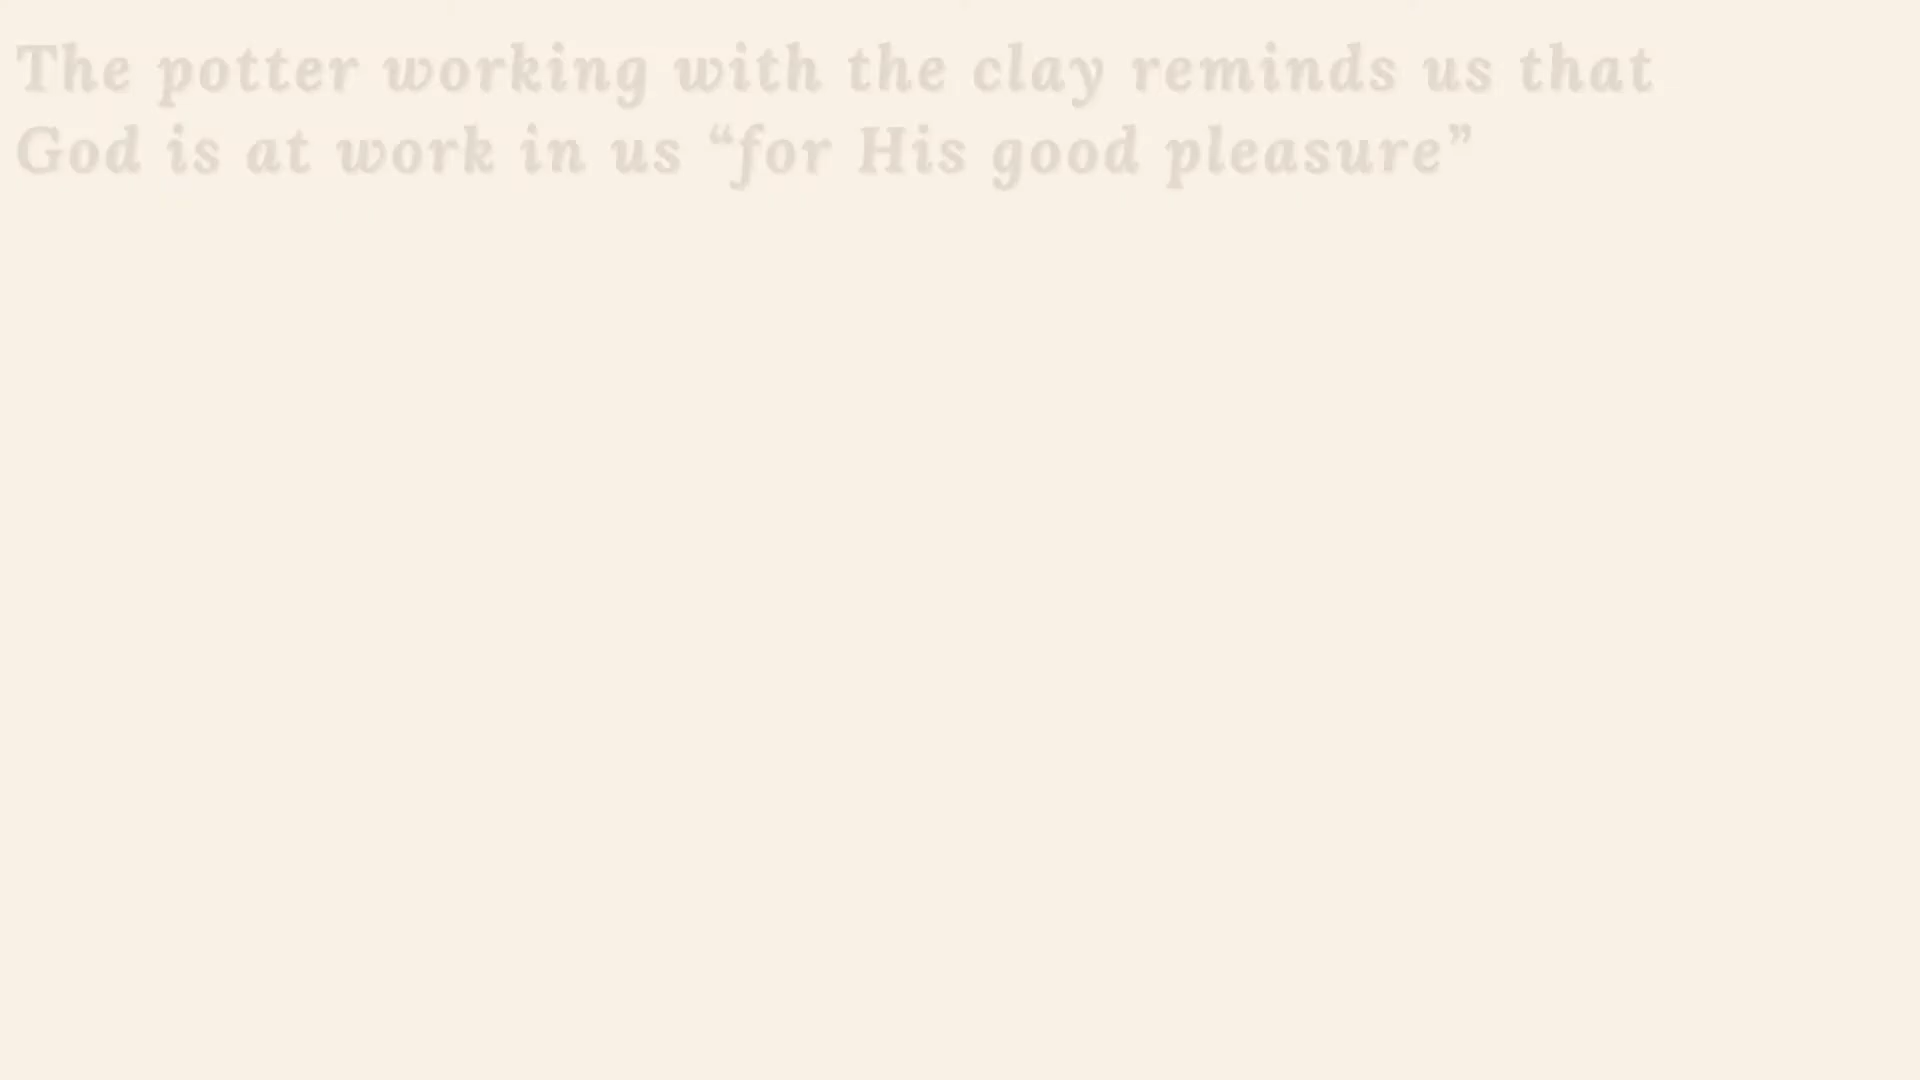 The potter working with the clay reminds us that
God is at work in us “for His good pleasure”